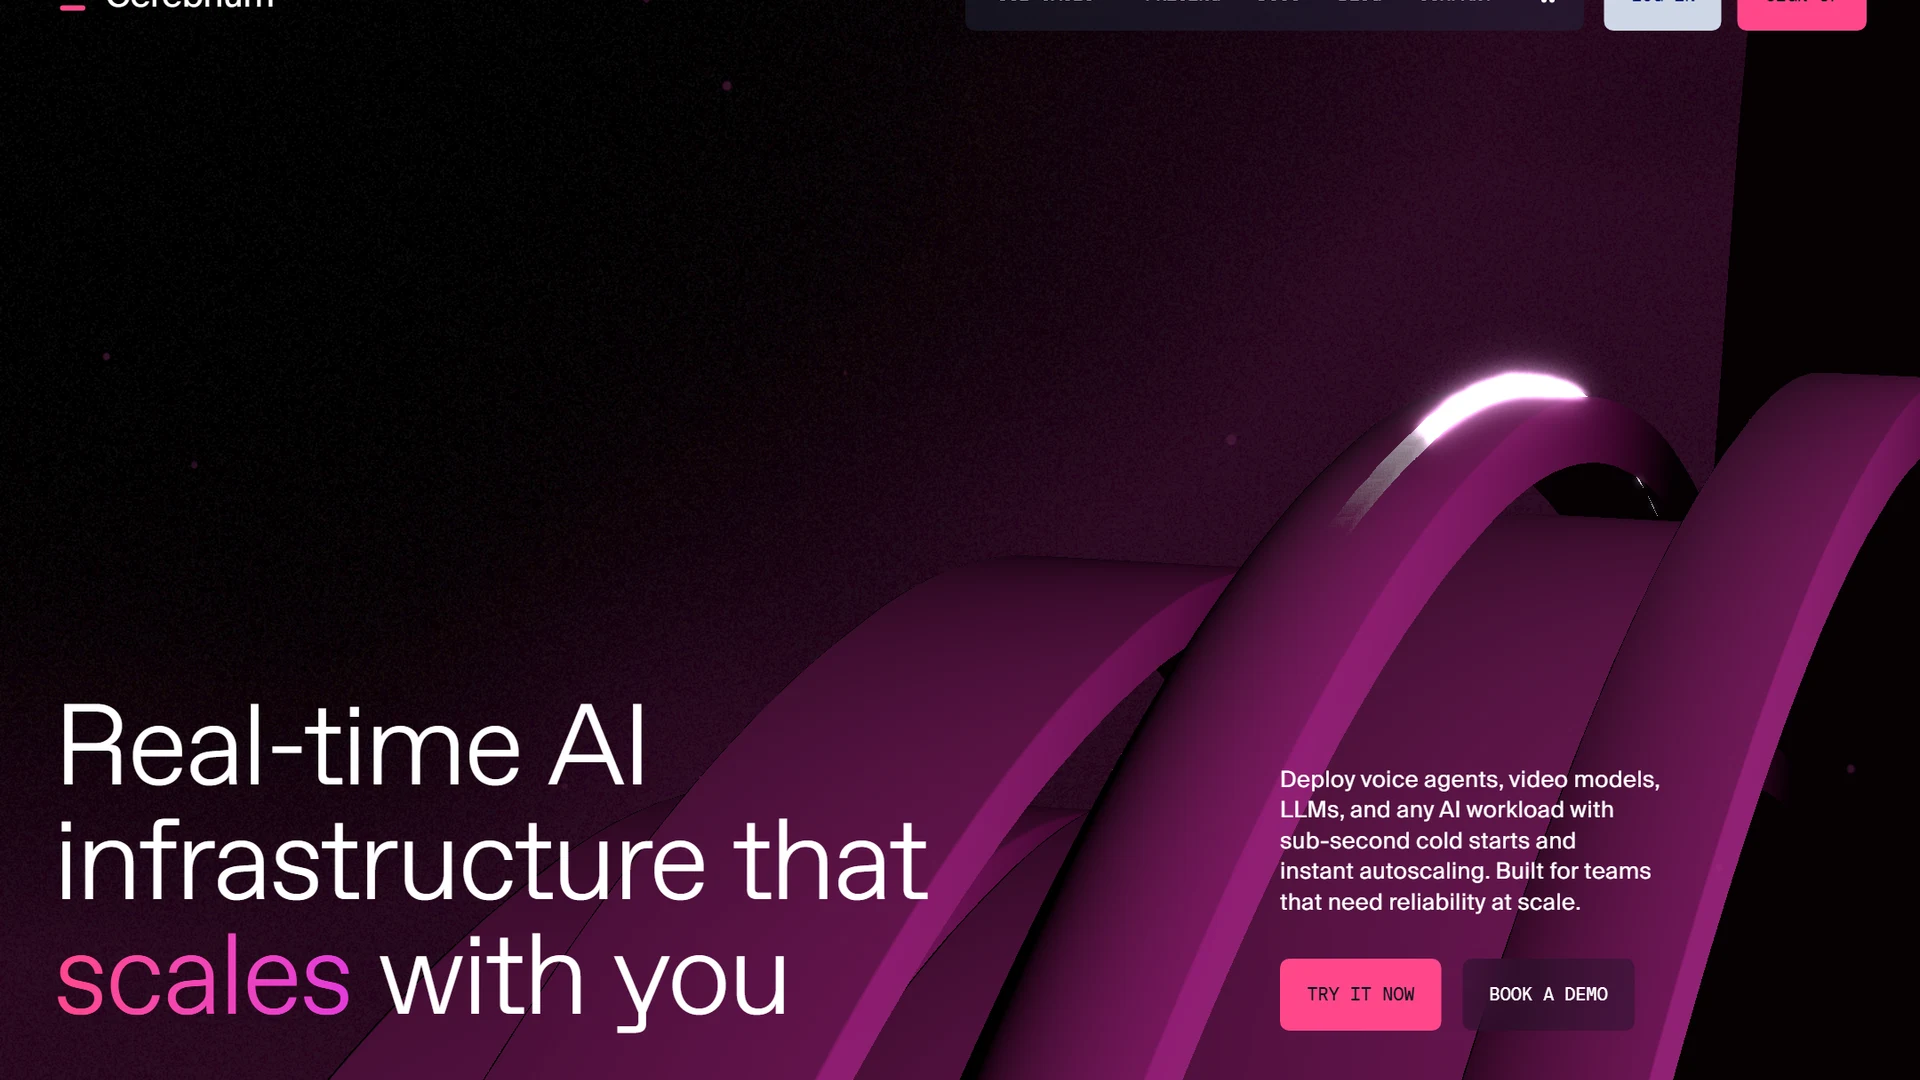 Cerebrium
Real-time AI
infrastructure that
scales with you
Deploy voice agents, video models,
LLMs, and any AI workload with
sub-second cold starts and
instant autoscaling. Built for teams
that need reliability at scale.
TRY IT NOW
BOOK A DEMO